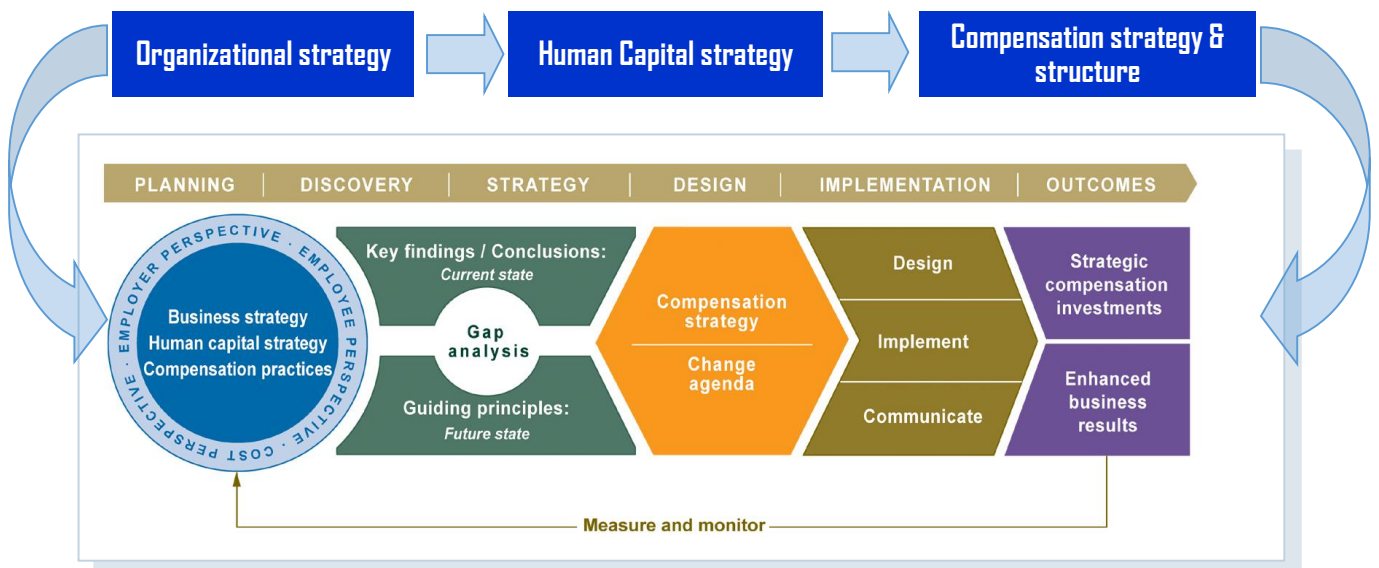 Organizational strategy
Human Capital strategy
Compensation strategy &
structure
PLANNING
DISCOVERY
STRATEGY
DESIGN
IMPLEMENTATION
OUTCOMES
EMPLOYER PERSPECTIVE · EMPLOYEE PERSPECTIVE · COST PERSPECTIVE ·
Business strategy
Human capital strategy
Compensation practices
Key findings / Conclusions:
Current state
Gap
analysis
Guiding principles:
Future state
Compensation
strategy
Change
agenda
Design
Implement
Communicate
Strategic
compensation
investments
Enhanced
business
results
Measure and monitor